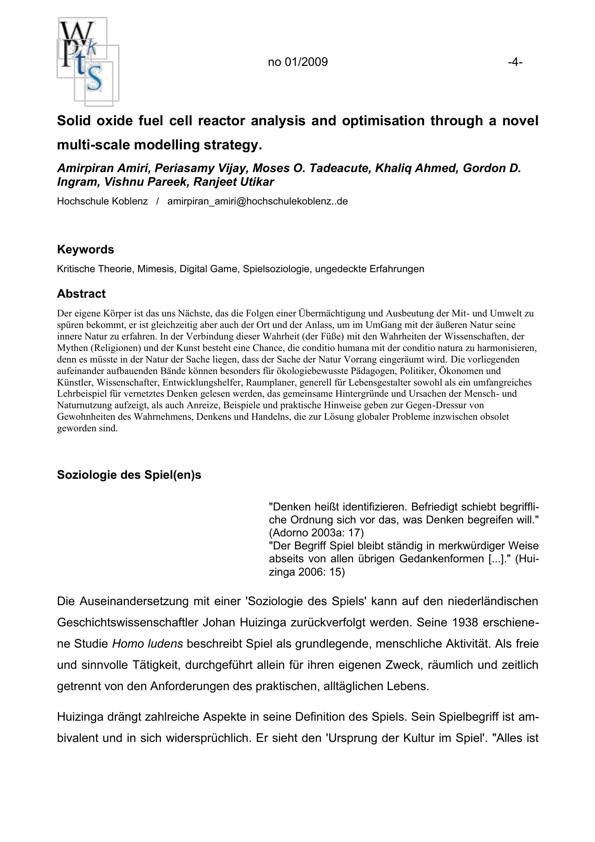 W
Pkt
tS
no 01/2009 -4-
Solid oxide fuel cell reactor analysis and optimisation through a novel
multi-scale modelling strategy.
Amirpiran Amiri, Periasamy Vijay, Moses O. Tadeacute, Khaliq Ahmed, Gordon D.
Ingram, Vishnu Pareek, Ranjeet Utikar
Hochschule Koblenz / amirpiran_amiri@hochschulekoblenz..de
Keywords
Kritische Theorie, Mimesis, Digital Game, Spielsoziologie, ungedeckte Erfahrungen
Abstract
Der eigene Körper ist das uns Nächste, das die Folgen einer Übermächtigung und Ausbeutung der Mit- und Umwelt zu
spüren bekommt, er ist gleichzeitig aber auch der Ort und der Anlass, um im UmGang mit der äußeren Natur seine
innere Natur zu erfahren. In der Verbindung dieser Wahrheit (der Füße) mit den Wahrheiten der Wissenschaften, der
Mythen (Religionen) und der Kunst besteht eine Chance, die conditio humana mit der conditio natura zu harmonisieren,
denn es müsste in der Natur der Sache liegen, dass der Sache der Natur Vorrang eingeräumt wird. Die vorliegenden
aufeinander aufbauenden Bände können besonders für ökologiebewusste Pädagogen, Politiker, Ökonomen und
Künstler, Wissenschafter, Entwicklungshelfer, Raumplaner, generell für Lebensgestalter sowohl als ein umfangreiches
Lehrbeispiel für vernetztes Denken gelesen werden, das gemeinsame Hintergründe und Ursachen der Mensch- und
Naturnutzung aufzeigt, als auch Anreize, Beispiele und praktische Hinweise geben zur Gegen-Dressur von
Gewohnheiten des Wahrnehmens, Denkens und Handelns, die zur Lösung globaler Probleme inzwischen obsolet
geworden sind.
Soziologie des Spiel(en)s
"Denken heißt identifizieren. Befriedigt schiebt begriffli-
che Ordnung sich vor das, was Denken begreifen will."
(Adorno 2003a: 17)
"Der Begriff Spiel bleibt ständig in merkwürdiger Weise
abseits von allen übrigen Gedankenformen [...]." (Hui-
zinga 2006: 15)
Die Auseinandersetzung mit einer 'Soziologie des Spiels' kann auf den niederländischen
Geschichtswissenschaftler Johan Huizinga zurückverfolgt werden. Seine 1938 erschiene-
ne Studie Homo ludens beschreibt Spiel als grundlegende, menschliche Aktivität. Als freie
und sinnvolle Tätigkeit, durchgeführt allein für ihren eigenen Zweck, räumlich und zeitlich
getrennt von den Anforderungen des praktischen, alltäglichen Lebens.
Huizinga drängt zahlreiche Aspekte in seine Definition des Spiels. Sein Spielbegriff ist am-
bivalent und in sich widersprüchlich. Er sieht den 'Ursprung der Kultur im Spiel'. "Alles ist